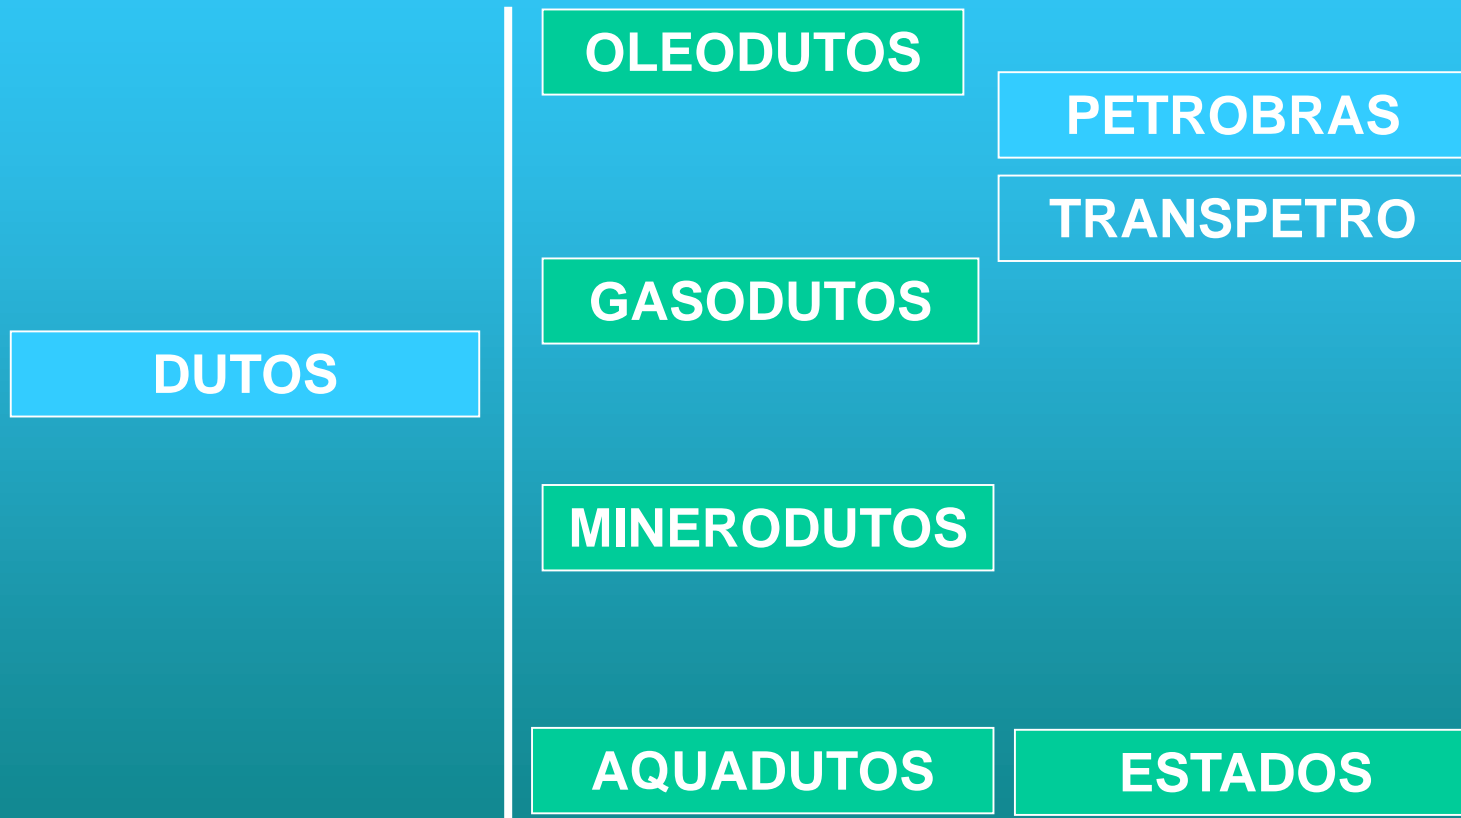 OLEODUTOS
PETROBRAS
TRANSPETRO
GASODUTOS
DUTOS
MINERODUTOS
AQUADUTOS
ESTADOS